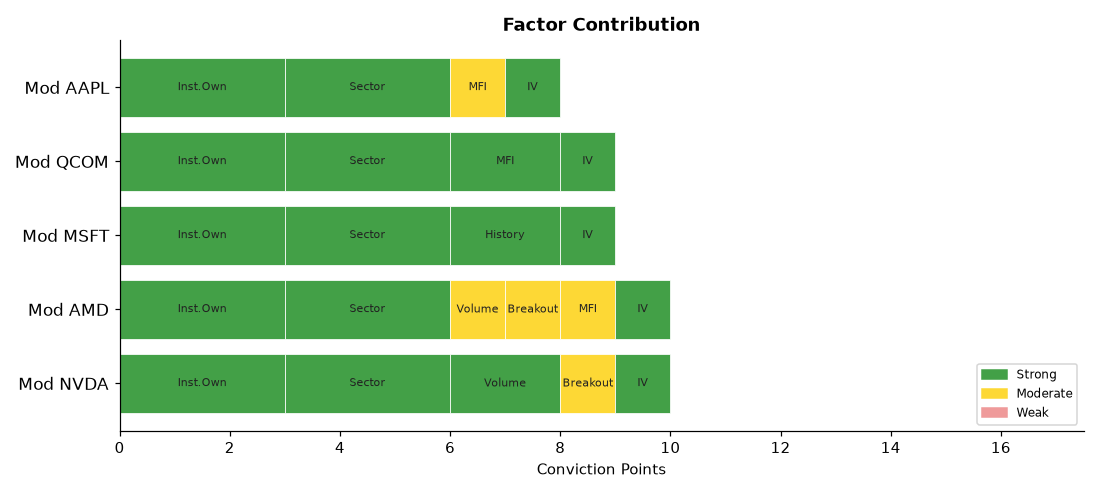 Factor Contribution
Mod AAPL Inst.Own Sector MFI IV
Mod QCOM Inst.Own Sector MFI IV
Mod MSFT Inst.Own Sector History IV
Mod AMD Inst.Own Sector Volume Breakout MFI IV
Mod NVDA Inst.Own Sector Volume Breakout IV
Strong
Moderate
Weak
0 2 4 6 8 10 12 14 16
Conviction Points